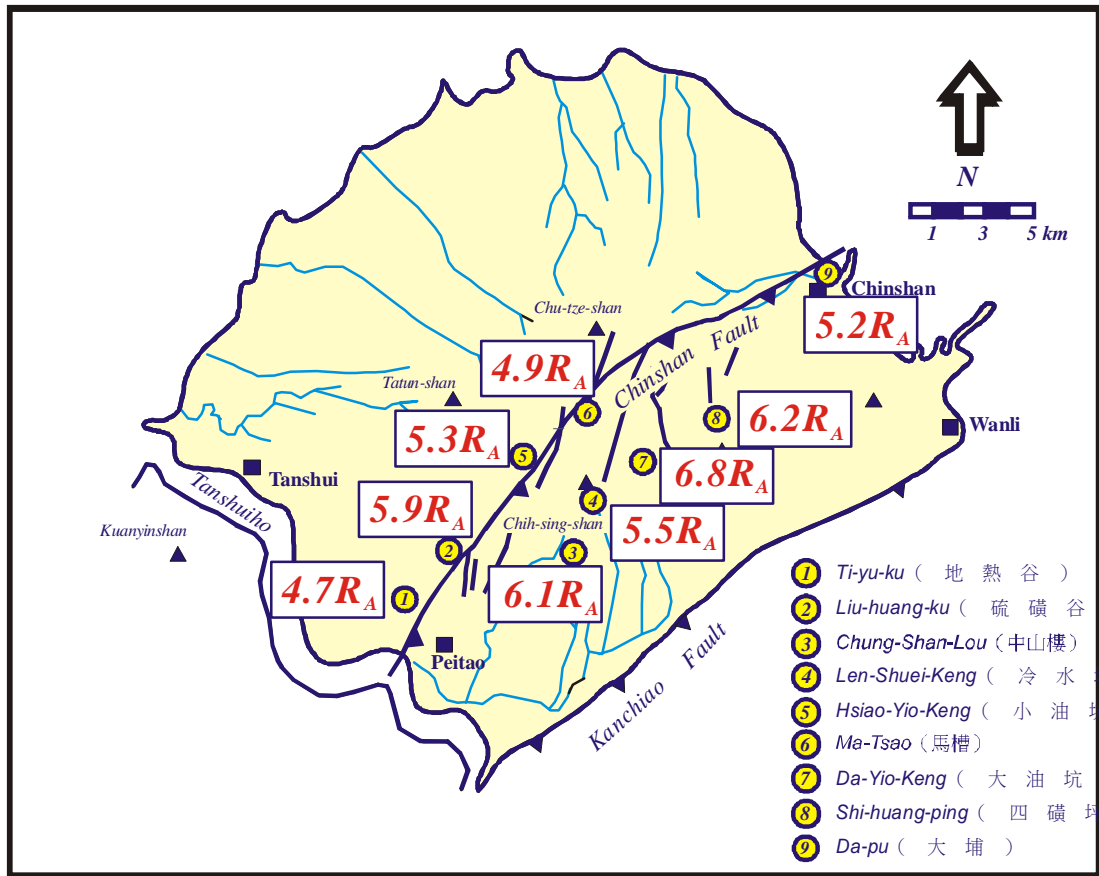 N
1 3 5 km
Chinshan
5.2RA
Chu-tze-shan
Chinshan Fault
4.9RA
Tatun-shan
6.2RA
5.3RA
Wanli
6.8RA
Tanshui
Tanshuiho
5.9RA
Chih-sing-shan
5.5RA
Kuanyinshan
4.7RA
6.1RA
Peitao
Kanchiao Fault
1
2
3
4
5
6
7
8
9
1 Ti-yu-ku ( 地 熱 谷 )
2 Liu-huang-ku ( 硫 磺 谷
3 Chung-Shan-Lou (中山樓)
4 Len-Shuei-Keng ( 冷 水
5 Hsiao-Yio-Keng ( 小 油 坑
6 Ma-Tsao (馬槽)
7 Da-Yio-Keng ( 大 油 坑
8 Shi-huang-ping ( 四 磺 坪
9 Da-pu ( 大 埔 )